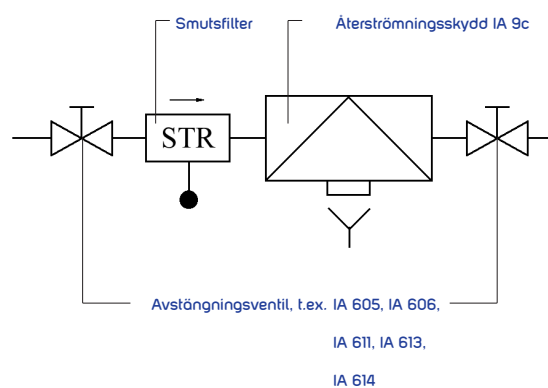 Smutsfilter
Återströmningsskydd IA 9c
STR
Avstängningsventil, t.ex. IA 605, IA 606,
IA 611, IA 613,
IA 614